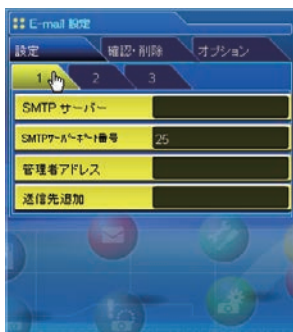 E-mail 設定
設定 確認・削除 オプション
1 2 3
SMTP サーバー
SMTPサーバーポート番号 25
管理者アドレス
送信先追加